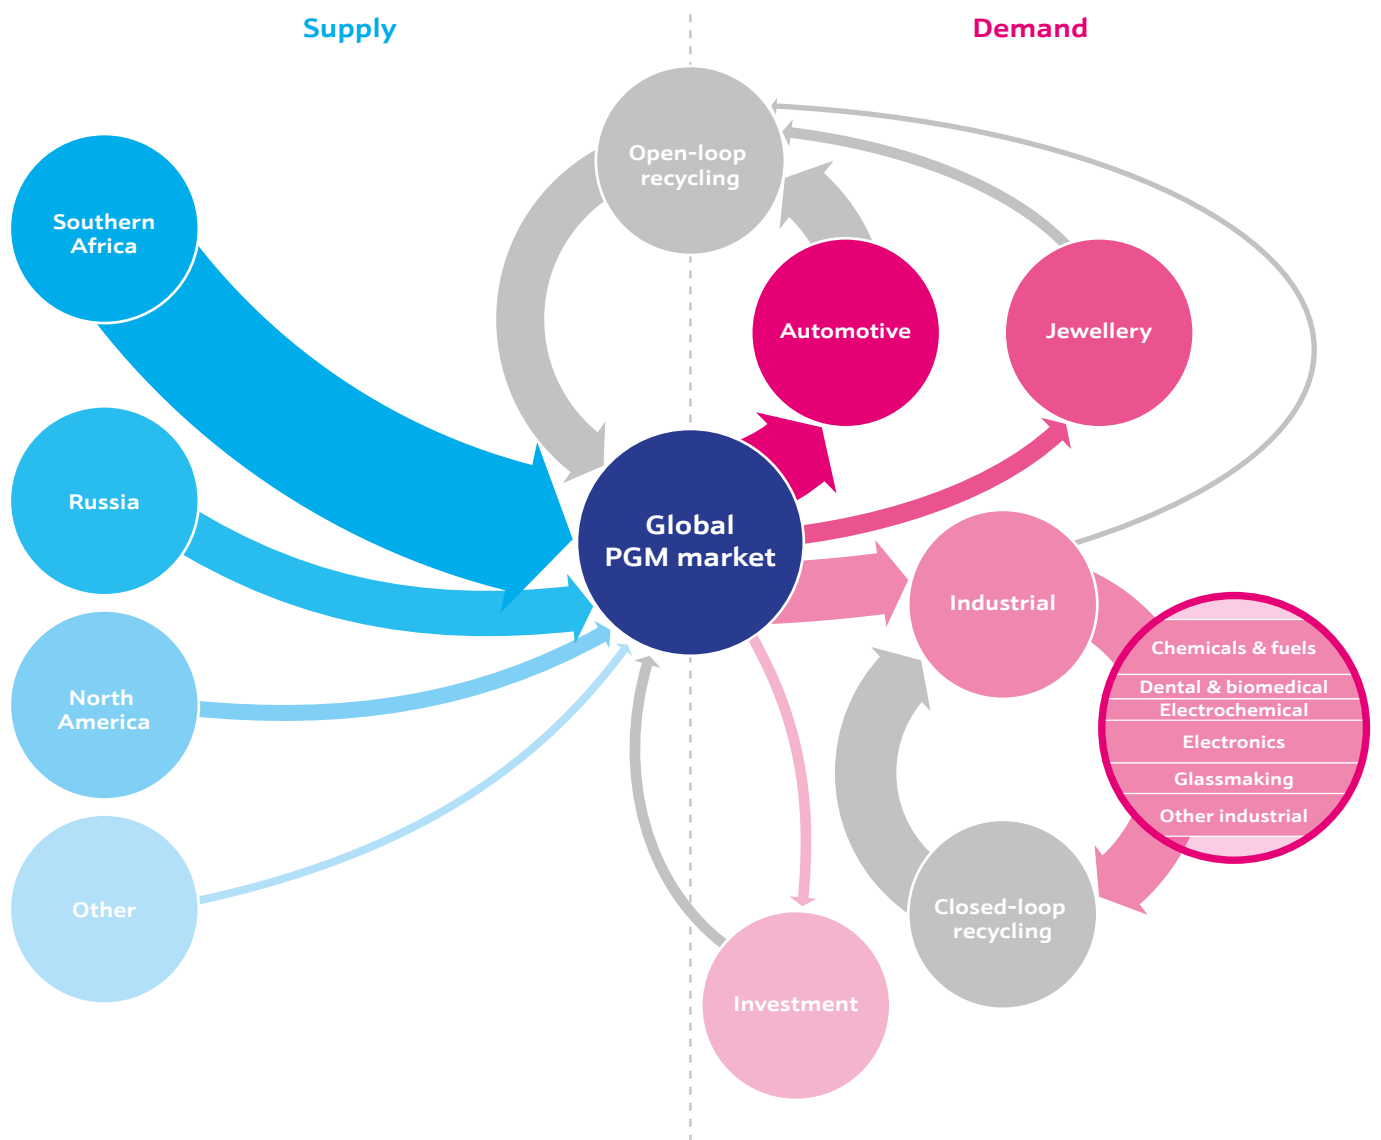 Supply
Demand
Open-loop
recycling
Southern
Africa
Automotive
Jewellery
Russia
Global
PGM market
Industrial
Chemicals & fuels
Dental & biomedical
Electrochemical
Electronics
Glassmaking
Other industrial
North
America
Other
Closed-loop
recycling
Investment